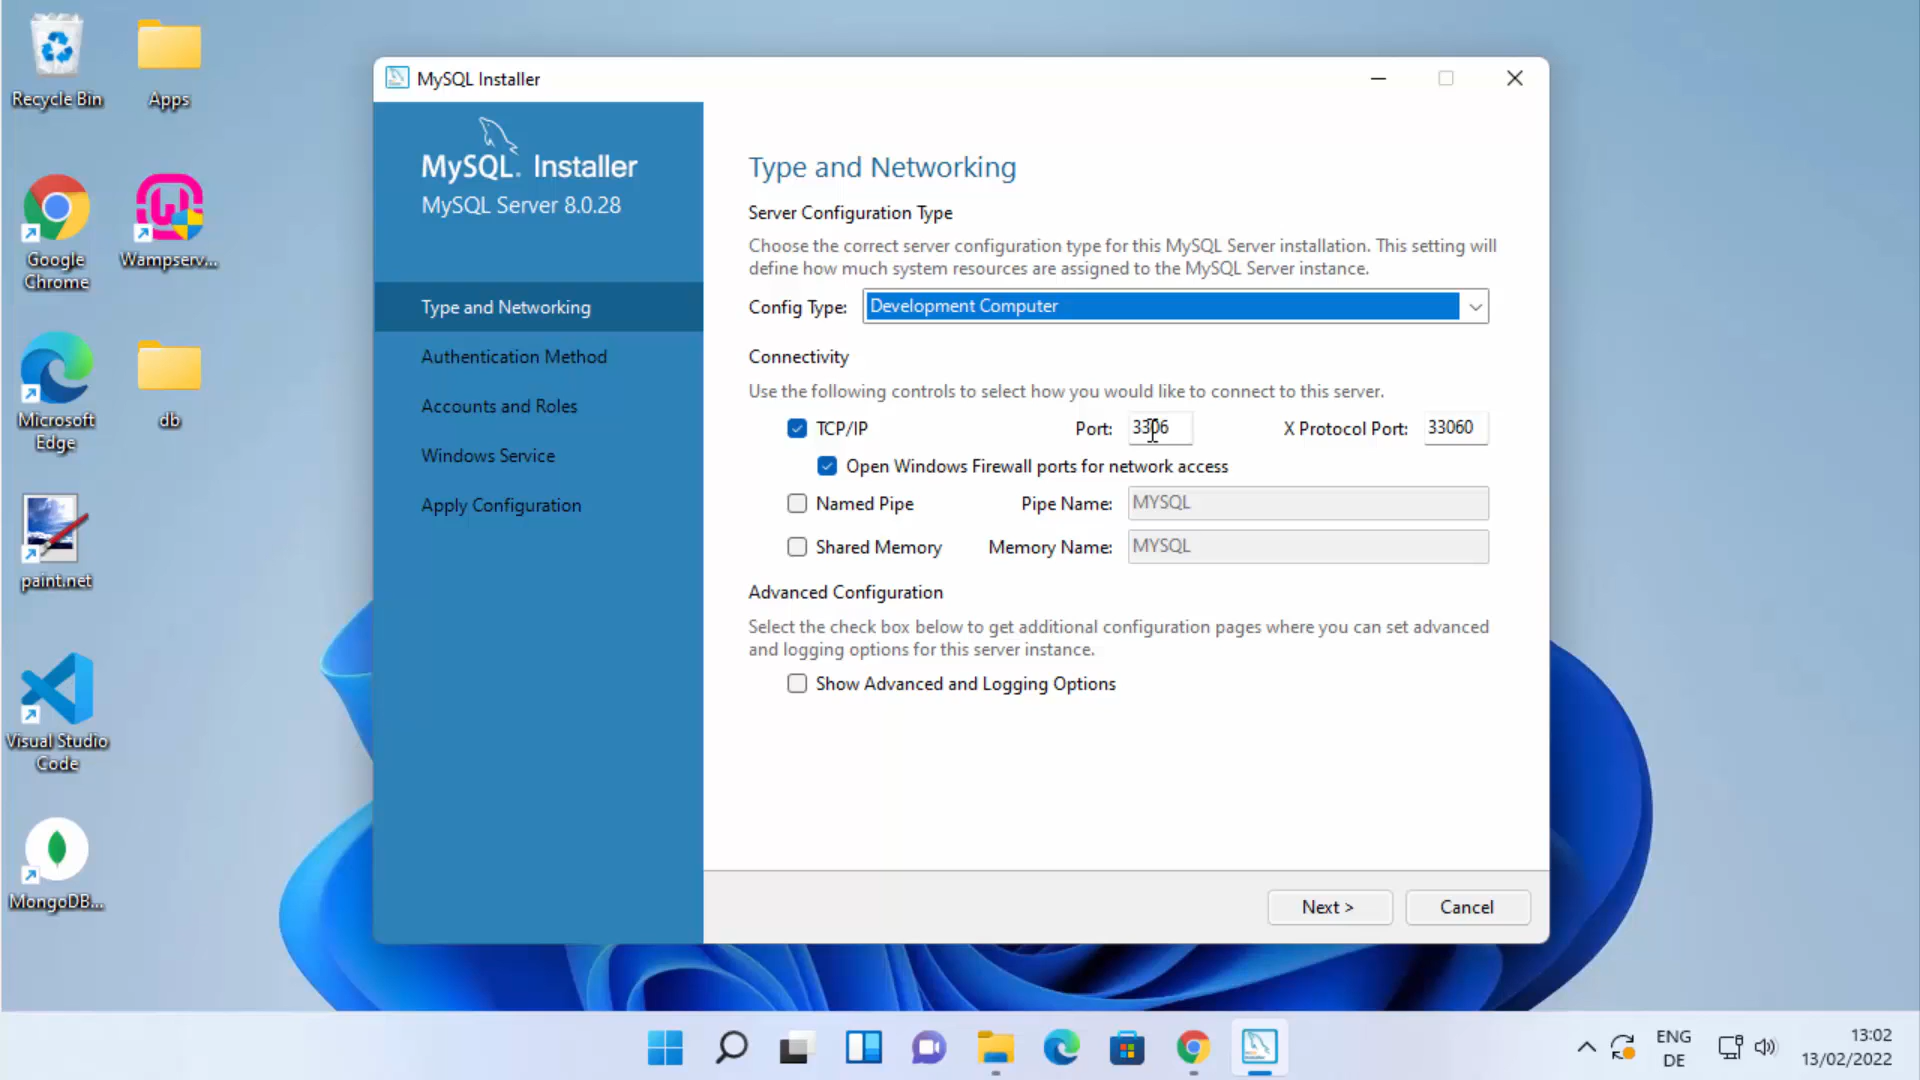 Recycle Bin
Apps
Google
Chrome
Wampserv...
Microsoft
Edge
db
paint.net
Visual Studio
Code
MongoDB...
MySQL Installer
MySQL. Installer
MySQL Server 8.0.28
Type and Networking
Authentication Method
Accounts and Roles
Windows Service
Apply Configuration
Type and Networking
Server Configuration Type
Choose the correct server configuration type for this MySQL Server installation. This setting will
define how much system resources are assigned to the MySQL Server instance.
Config Type: Development Computer
Connectivity
Use the following controls to select how you would like to connect to this server.
TCP/IP Port: 3306 X Protocol Port: 33060
Open Windows Firewall ports for network access
Named Pipe Pipe Name: MYSQL
Shared Memory Memory Name: MYSQL
Advanced Configuration
Select the check box below to get additional configuration pages where you can set advanced
and logging options for this server instance.
Show Advanced and Logging Options
Next > Cancel
ENG
DE
13:02
13/02/2022